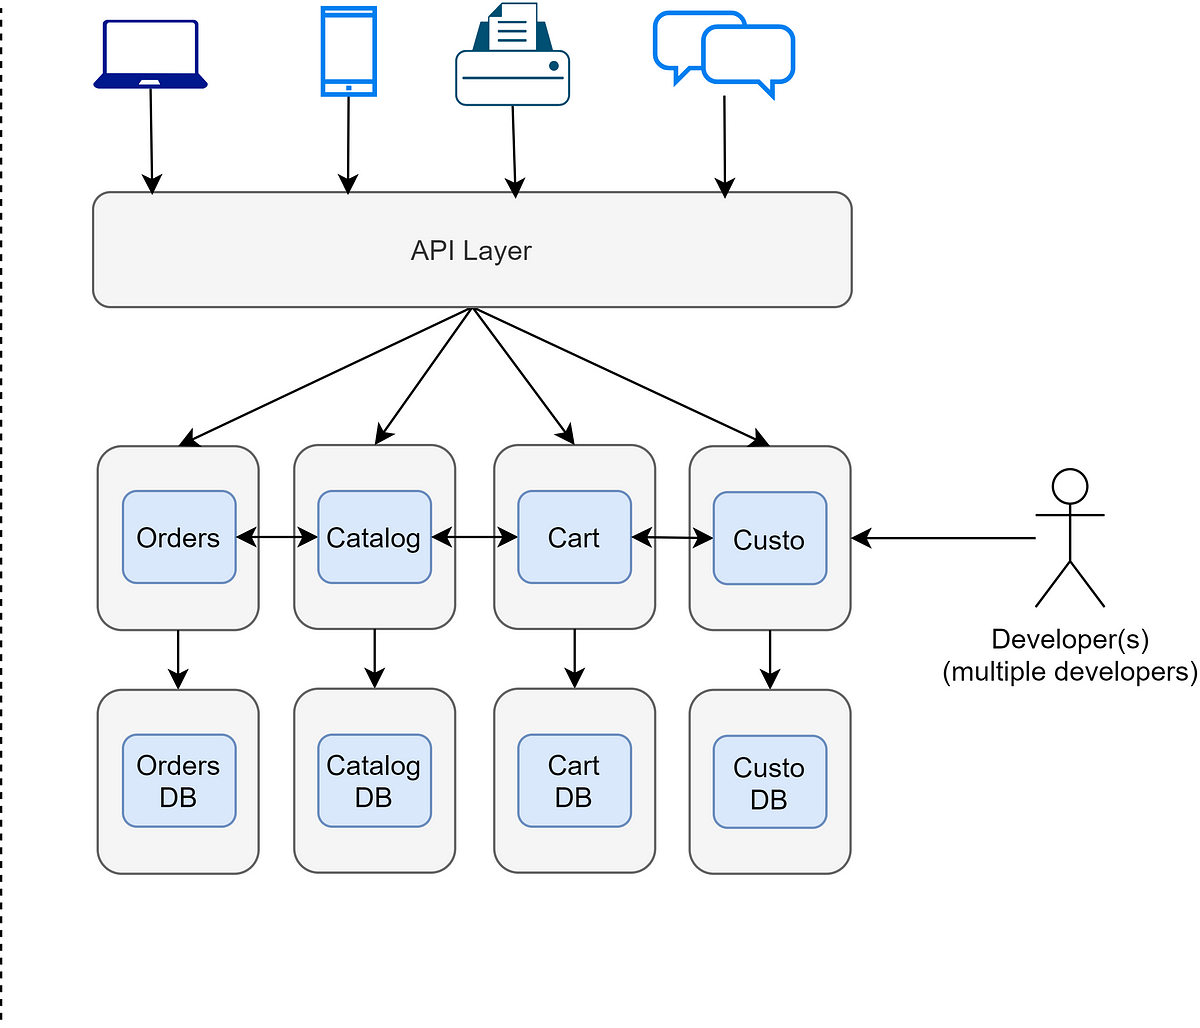 API Layer
Orders
Catalog
Cart
Custo
Developer(s)
(multiple developers)
Orders
DB
Catalog
DB
Cart
DB
Custo
DB